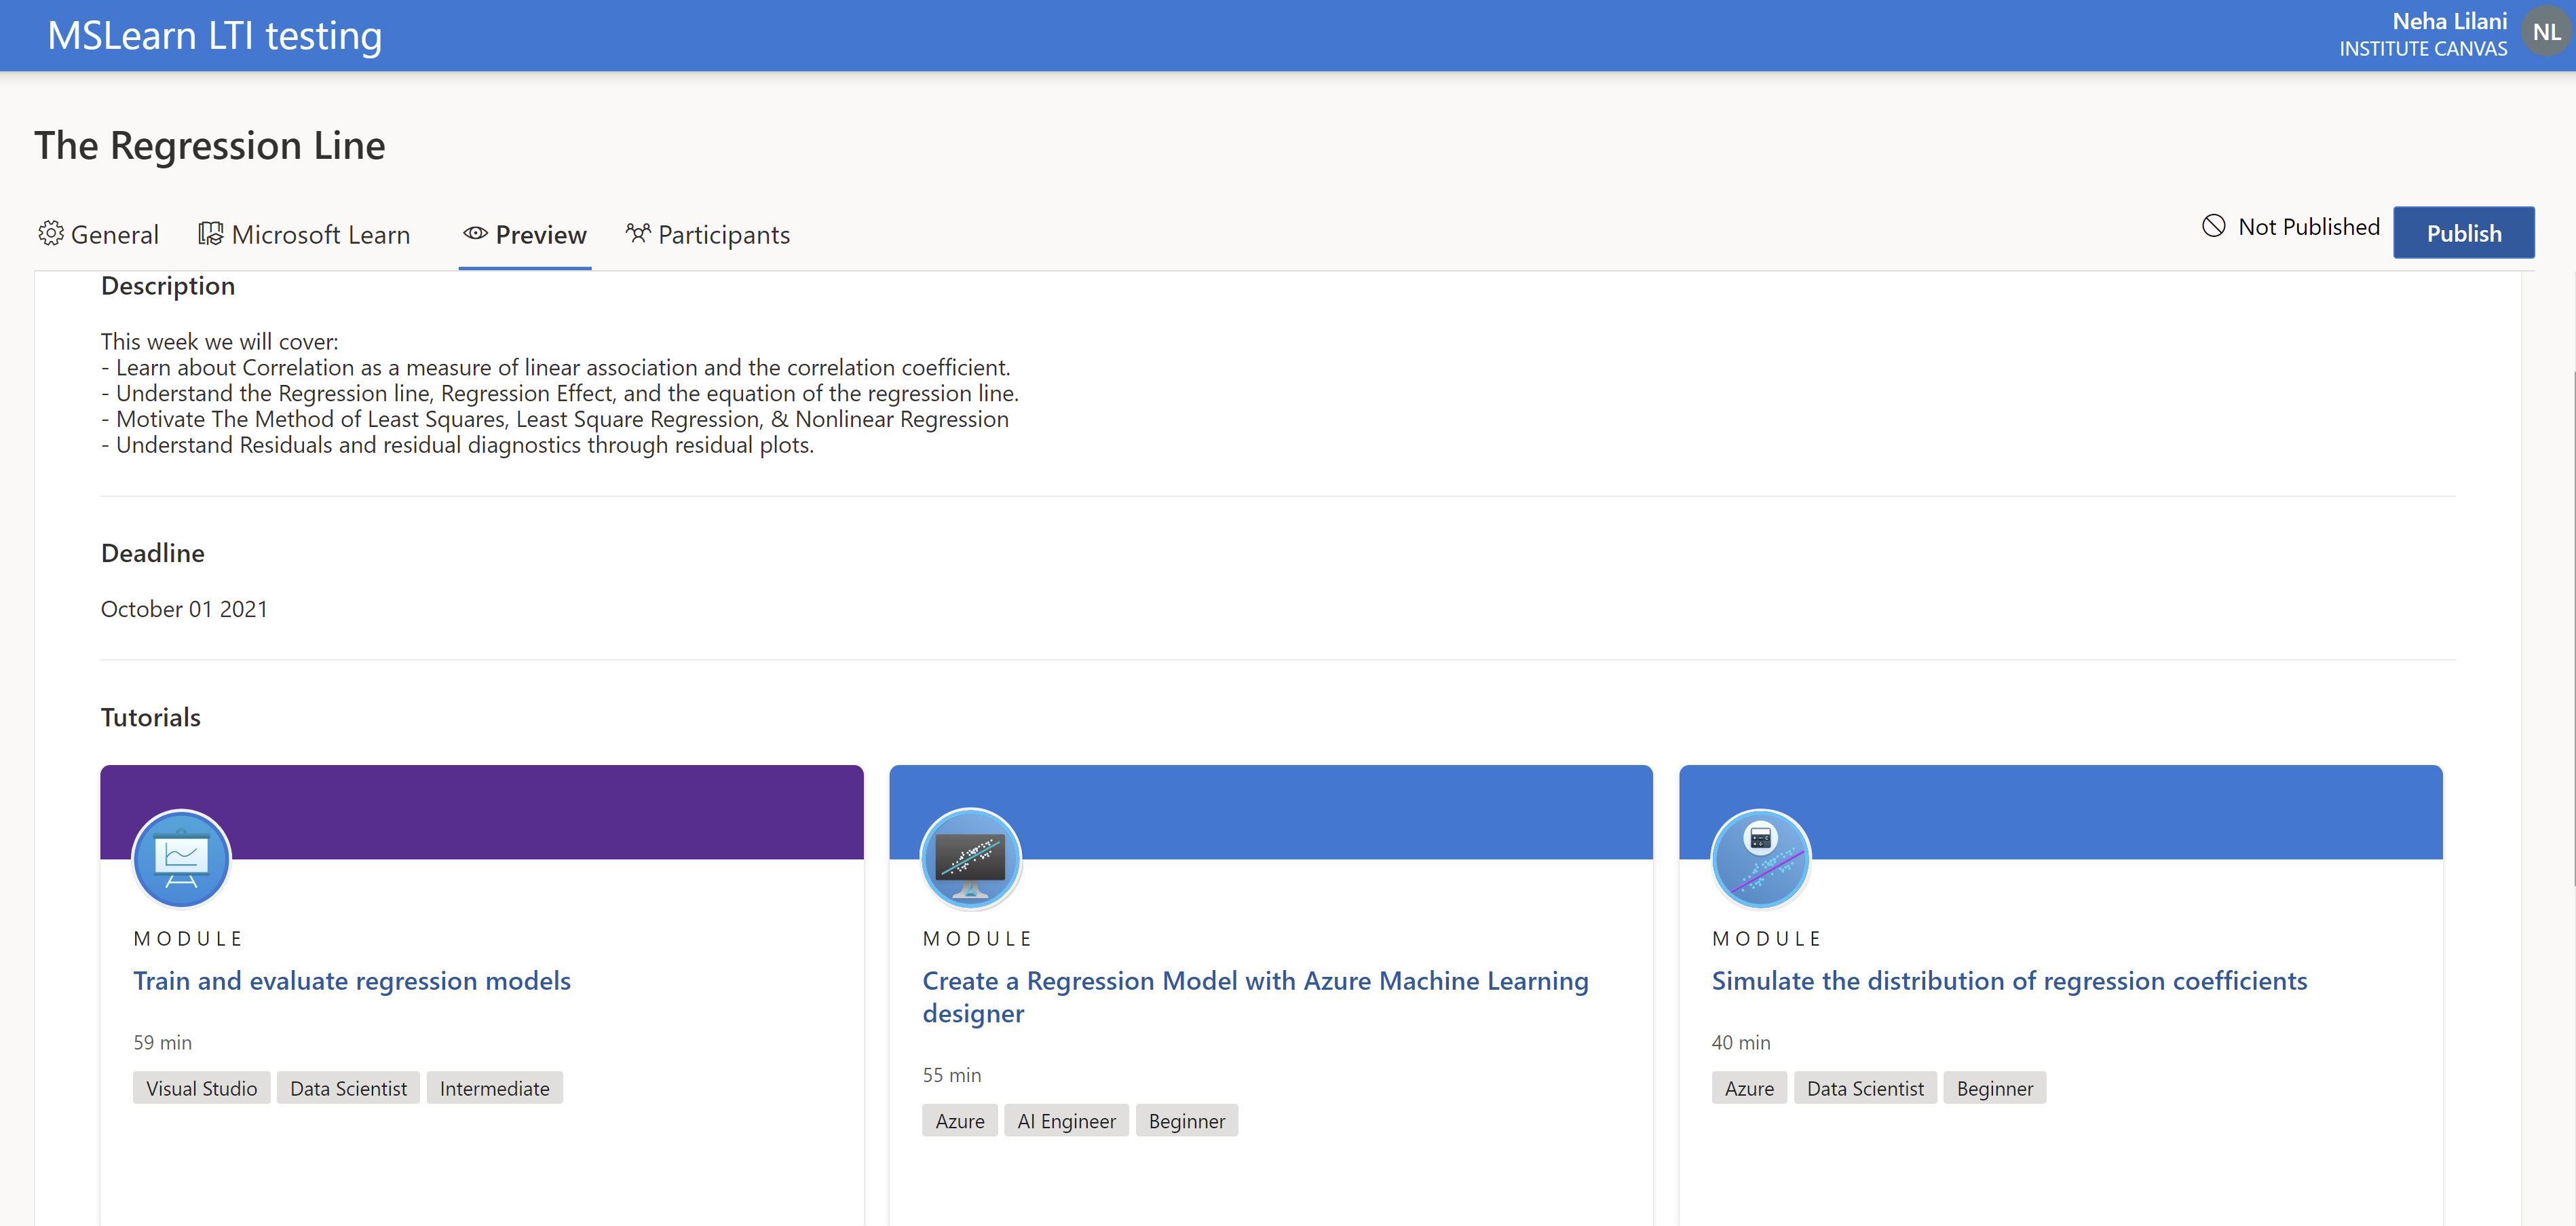 MSLearn LTI testing
Neha Lilani
INSTITUTE CANVAS
NL
The Regression Line
General
Microsoft Learn
Preview
Participants
Not Published
Publish
Description
This week we will cover:
- Learn about Correlation as a measure of linear association and the correlation coefficient.
- Understand the Regression line, Regression Effect, and the equation of the regression line.
- Motivate The Method of Least Squares, Least Square Regression, & Nonlinear Regression
- Understand Residuals and residual diagnostics through residual plots.
Deadline
October 01 2021
Tutorials
MODULE
Train and evaluate regression models
59 min
Visual Studio
Data Scientist
Intermediate
MODULE
Create a Regression Model with Azure Machine Learning
designer
55 min
Azure
AI Engineer
Beginner
MODULE
Simulate the distribution of regression coefficients
40 min
Azure
Data Scientist
Beginner